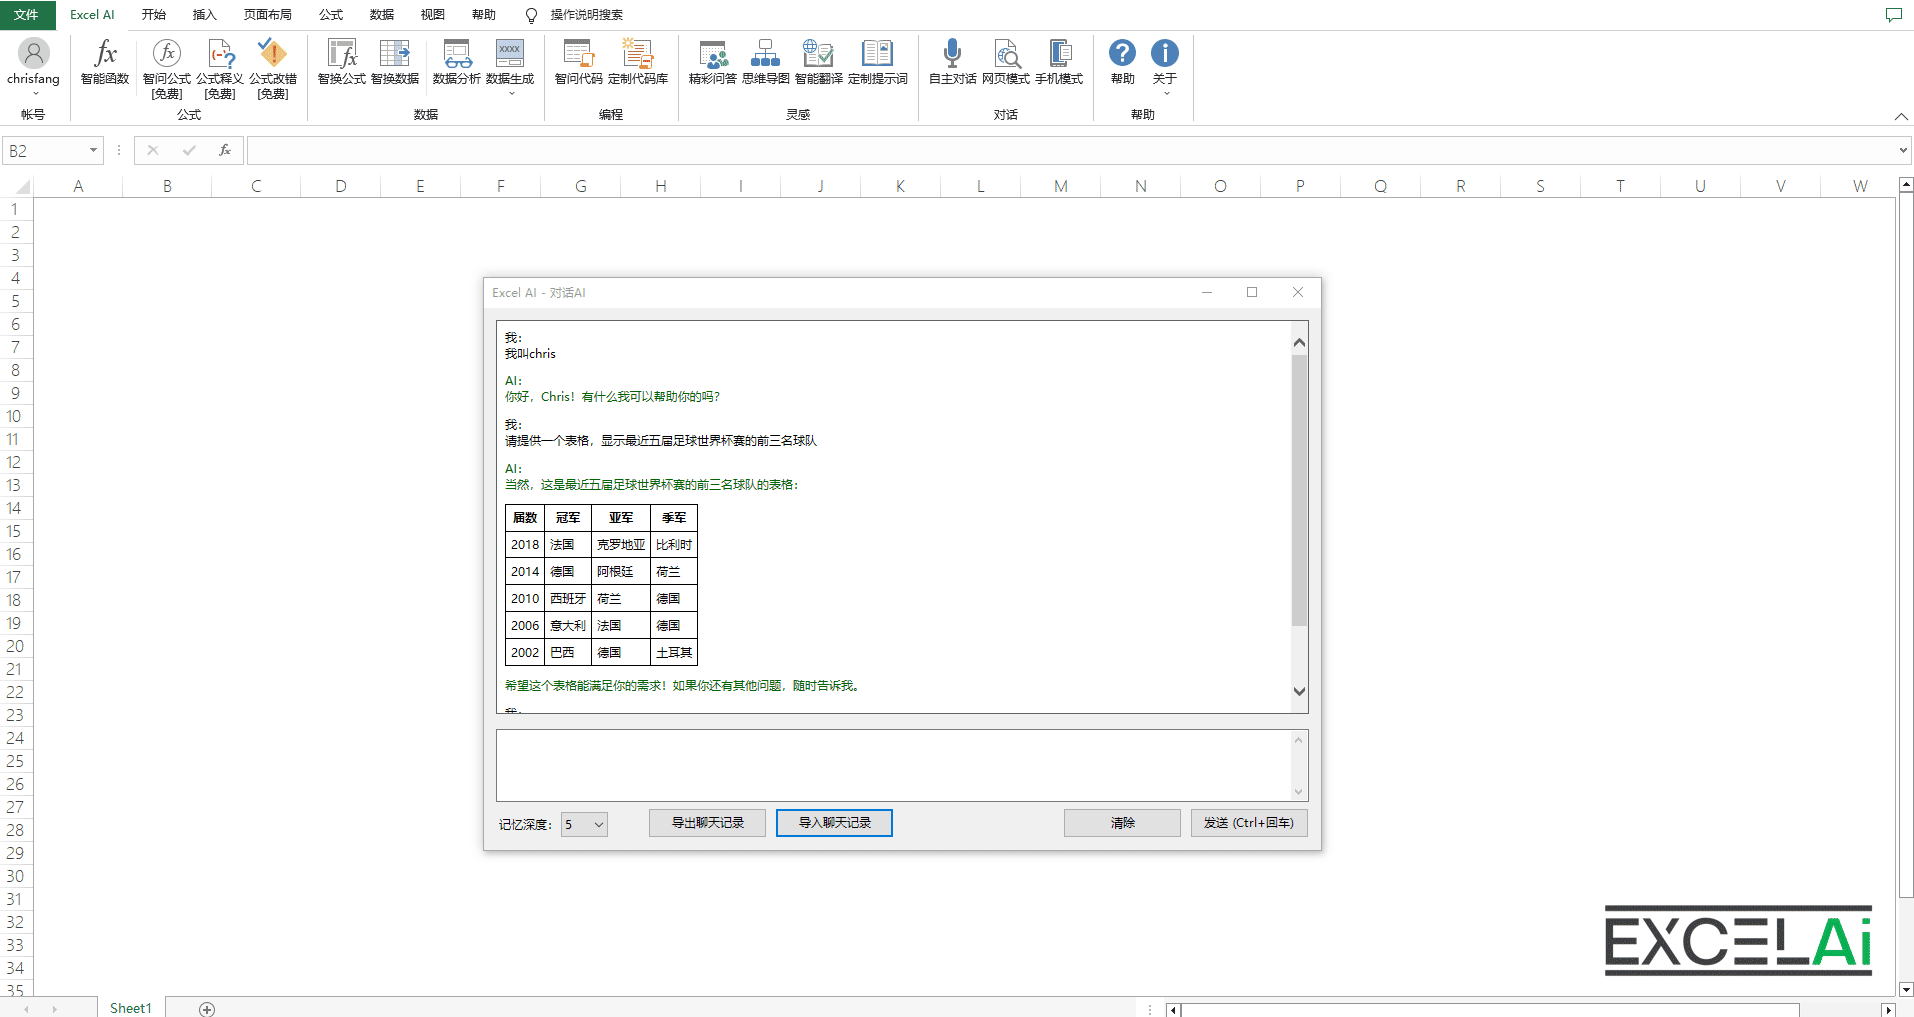 文件 Excel AI 开始 插入 页面布局 公式 数据 视图 帮助 操作说明搜索
chrisfang 智能函数 智问公式 公式释义 公式改错 智换公式 智换数据 数据分析 数据生成 智问代码 定制代码库 精彩问答 思维导图 智能翻译 定制提示词 自主对话 网页模式 手机模式 帮助 关于
[免费] [免费] [免费]
帐号 公式 数据 编程 灵感 对话 帮助
B2 fx
A B C D E F G H I J K L M N O P Q R S T U V W
1
2
3
4
5
6
7
8
9
10
11
12
13
14
15
16
17
18
19
20
21
22
23
24
25
26
27
28
29
30
31
32
33
34
35
Excel AI - 对话AI
我：
我叫chris
AI：
你好，Chris！有什么我可以帮助你的吗？
我：
请提供一个表格，显示最近五届足球世界杯赛的前三名球队
AI：
当然，这是最近五届足球世界杯赛的前三名球队的表格：
届数 冠军 亚军 季军
2018 法国 克罗地亚 比利时
2014 德国 阿根廷 荷兰
2010 西班牙 荷兰 德国
2006 意大利 法国 德国
2002 巴西 德国 土耳其
希望这个表格能满足你的需求！如果你还有其他问题，随时告诉我。
我：
记忆深度： 5 导出聊天记录 导入聊天记录 清除 发送 (Ctrl+回车)
EXCELAi
Sheet1